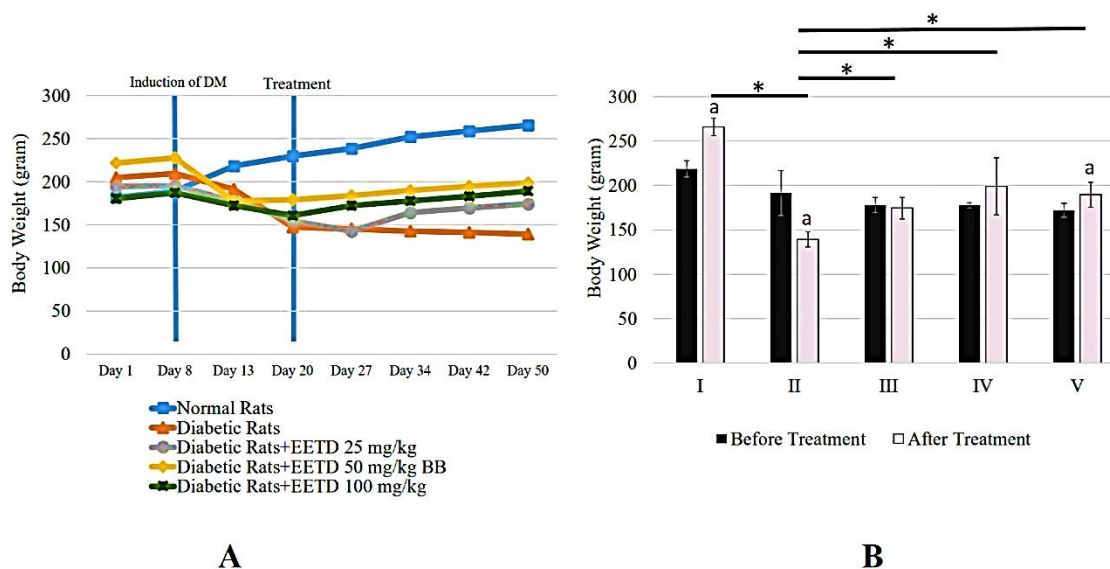 Induction of DM
Treatment
Body Weight (gram)
300
250
200
150
100
50
0
Day 1 Day 8 Day 13 Day 20 Day 27 Day 34 Day 42 Day 50
Normal Rats
Diabetic Rats
Diabetic Rats+EETD 25 mg/kg
Diabetic Rats+EETD 50 mg/kg BB
Diabetic Rats+EETD 100 mg/kg
A
*
*
*
*
Body Weight (gram)
300
250
200
150
100
50
0
a
a
a
I II III IV V
Before Treatment After Treatment
B